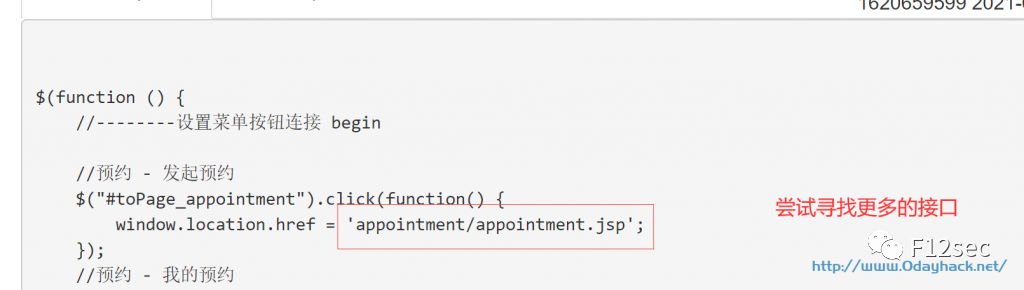 1620659599 2021-0
$(function () {
//--------设置菜单按钮连接 begin
//预约 - 发起预约
$("#toPage_appointment").click(function() {
window.location.href = 'appointment/appointment.jsp';
});
//预约 - 我的预约
尝试寻找更多的接口
F12sec
http://www.0dayhack.net/